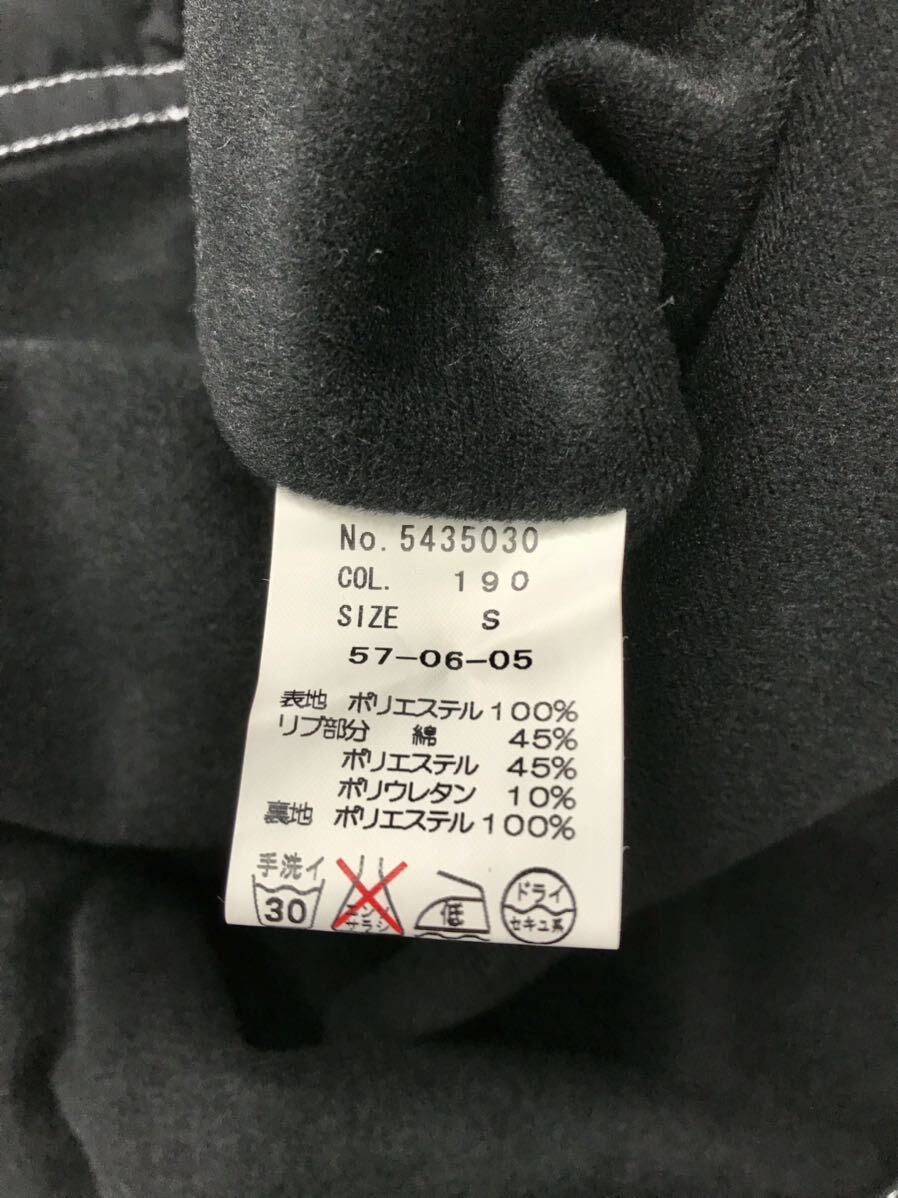 No. 5435030
COL. 190
SIZE S
57-06-05
表地 ポリエステル 100%
リブ部分 綿 45%
ポリエステル 45%
ポリウレタン 10%
裏地 ポリエステル 100%
手洗イ
30
エンソ
サラシ
低
ドライ
セキユ系